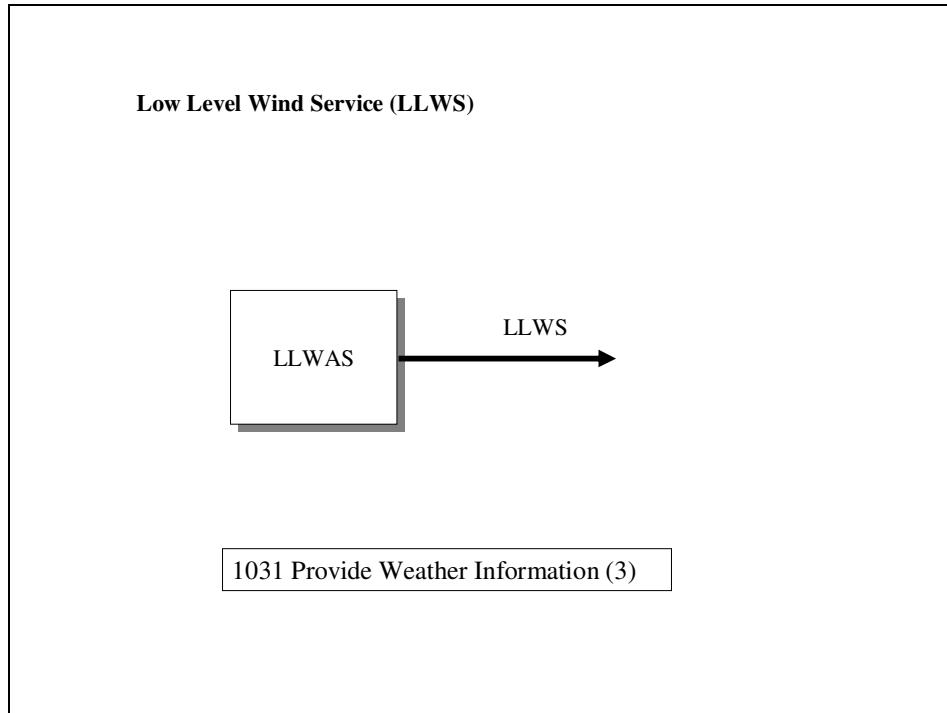 Low Level Wind Service (LLWS)
LLWS
LLWAS
1031 Provide Weather Information (3)